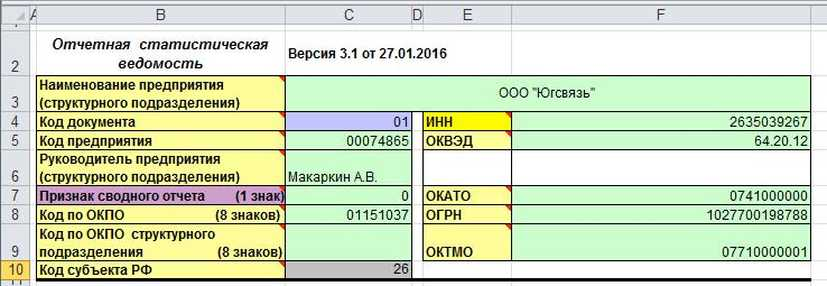 A B C D E F
2 Отчетная статистическая
ведомость Версия 3.1 от 27.01.2016
3 Наименование предприятия
(структурного подразделения) ООО "Югсвязь"
4 Код документа 01 ИНН 2635039267
5 Код предприятия 00074865 ОКВЭД 64.20.12
6 Руководитель предприятия
(структурного подразделения) Макаркин А.В.
7 Признак сводного отчета (1 знак) 0 ОКАТО 0741000000
8 Код по ОКПО (8 знаков) 01151037 ОГРН 1027700198788
9 Код по ОКПО структурного
подразделения (8 знаков) ОКТМО 07710000001
10 Код субъекта РФ 26